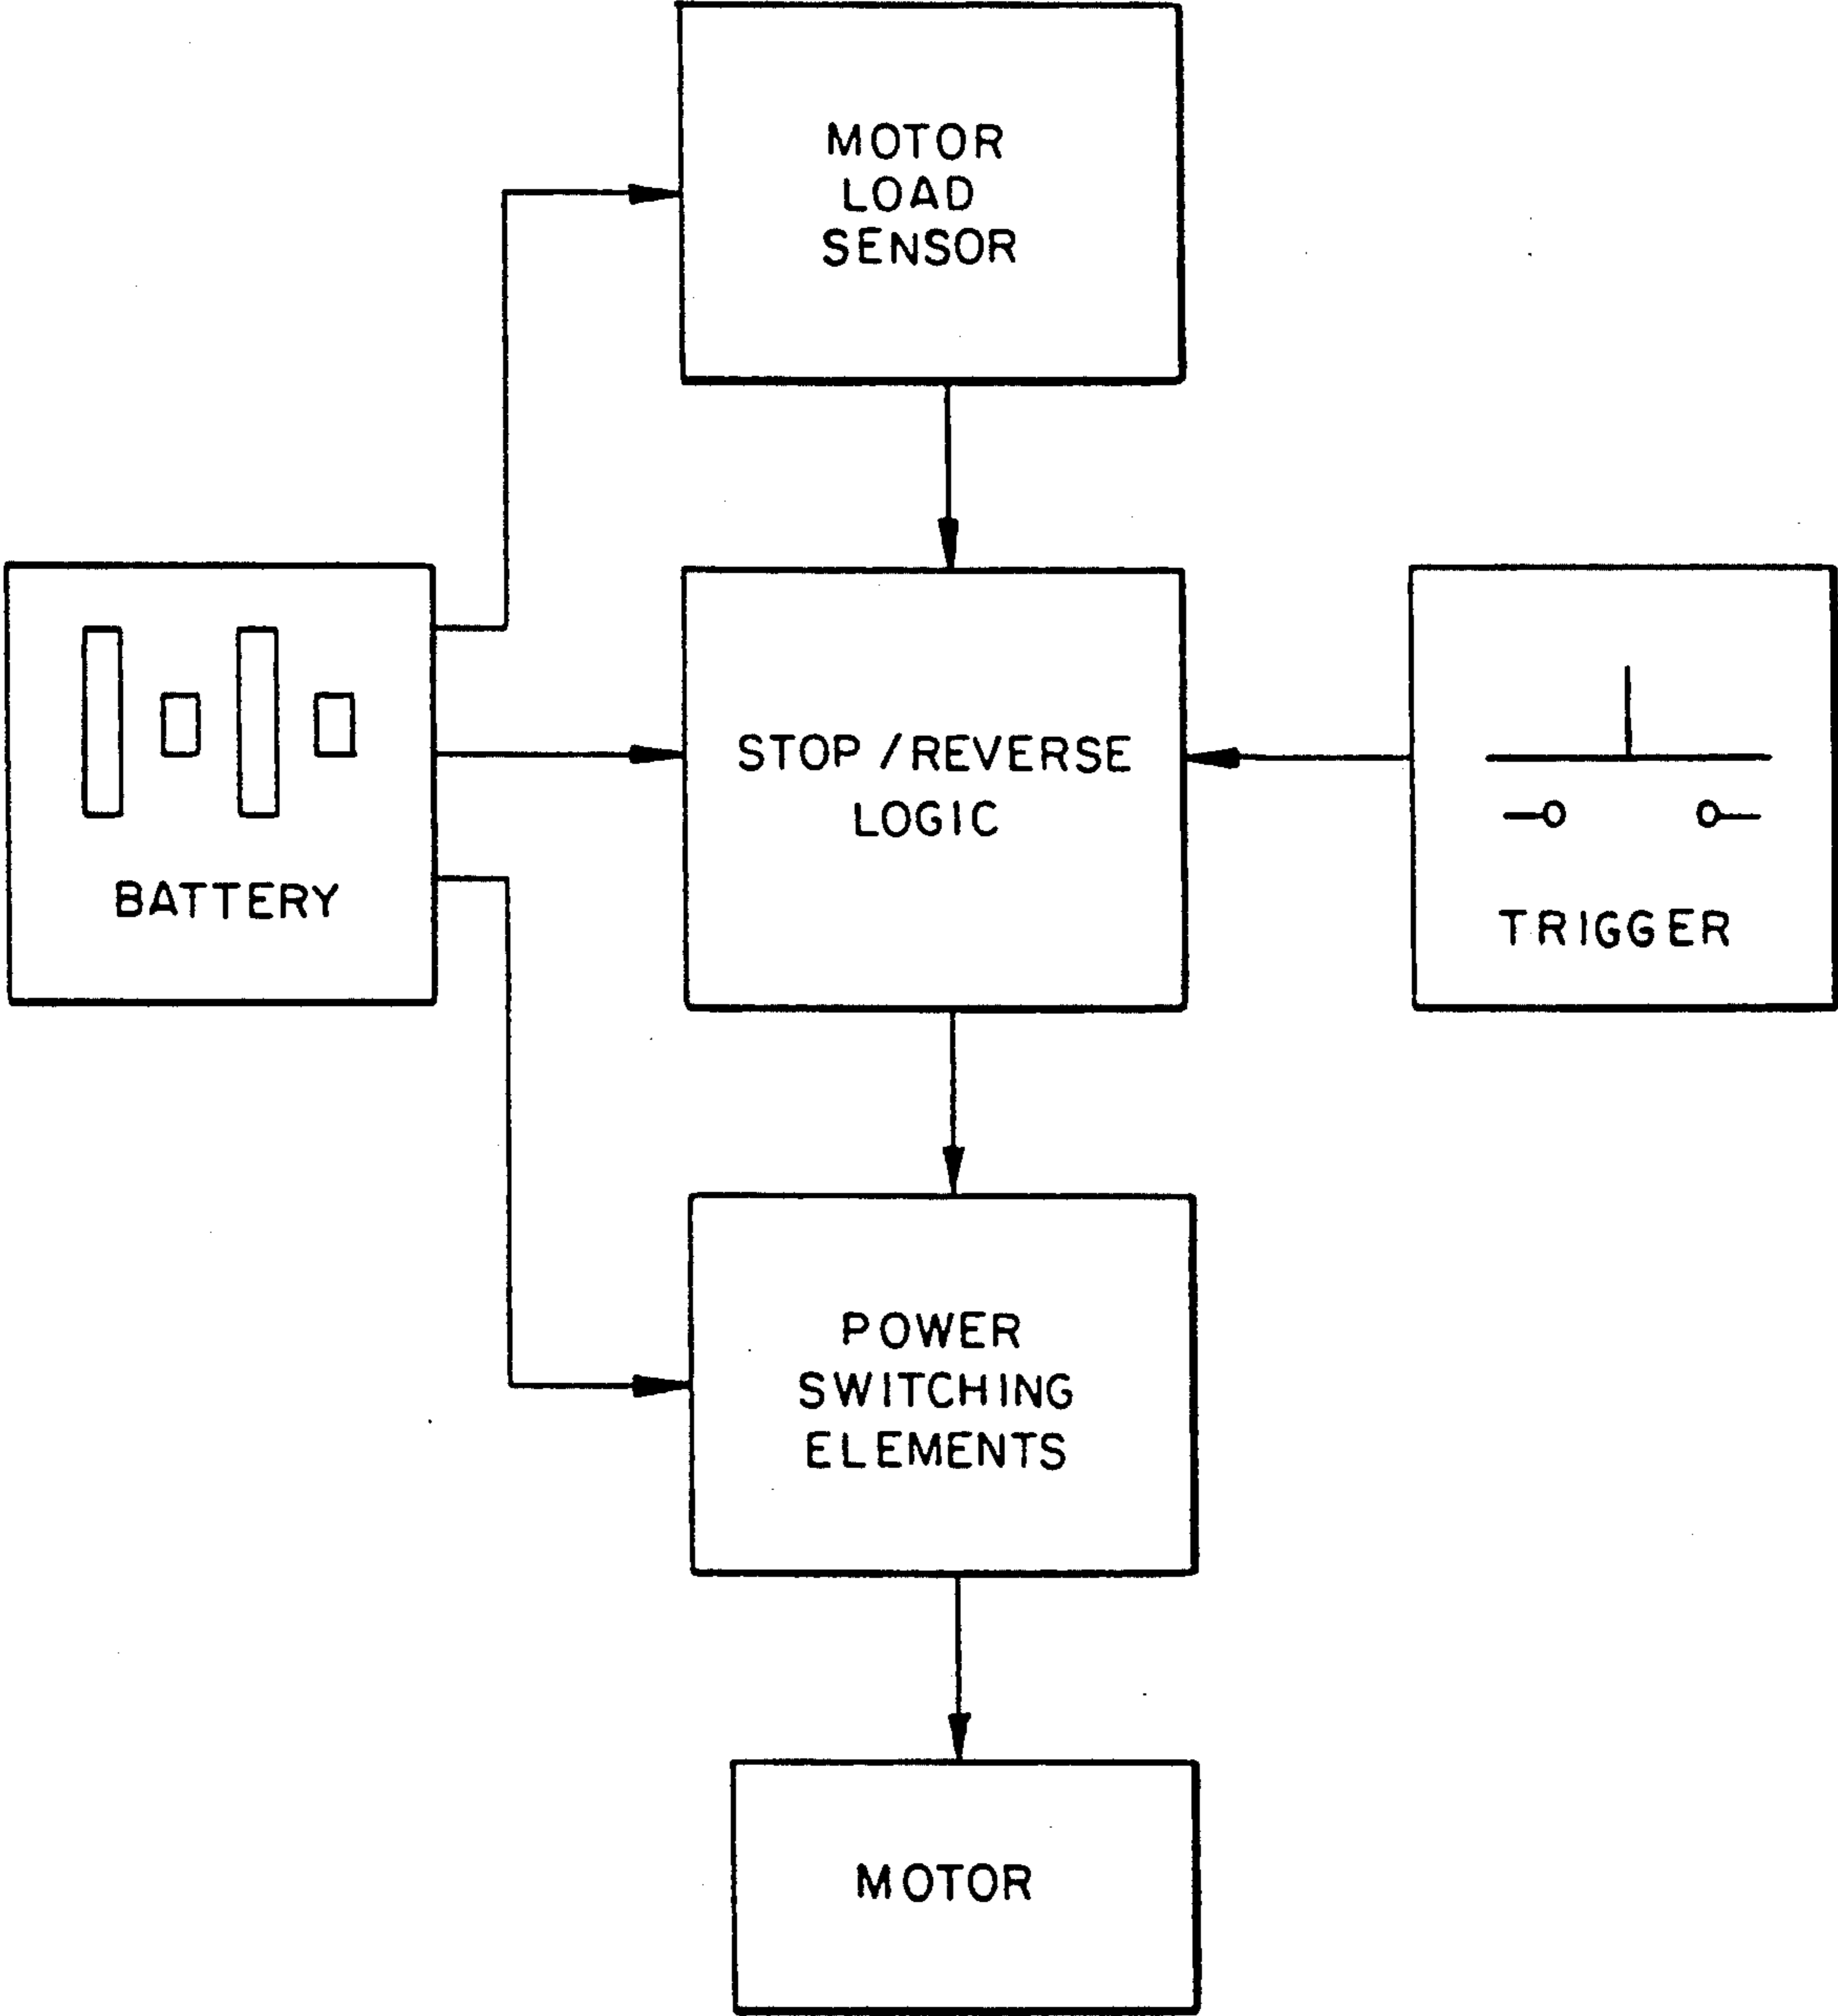 MOTOR
LOAD
SENSOR
BATTERY
STOP / REVERSE
LOGIC
TRIGGER
POWER
SWITCHING
ELEMENTS
MOTOR